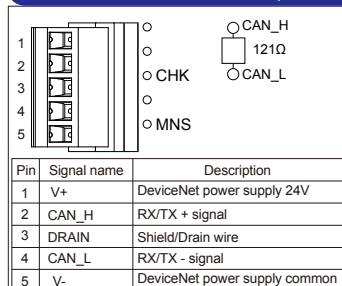 1
2
3
4
5
CHK
MNS
CAN_H
121Ω
CAN_L
Pin Signal name Description
1 V+ DeviceNet power supply 24V
2 CAN_H RX/TX + signal
3 DRAIN Shield/Drain wire
4 CAN_L RX/TX - signal
5 V- DeviceNet power supply common